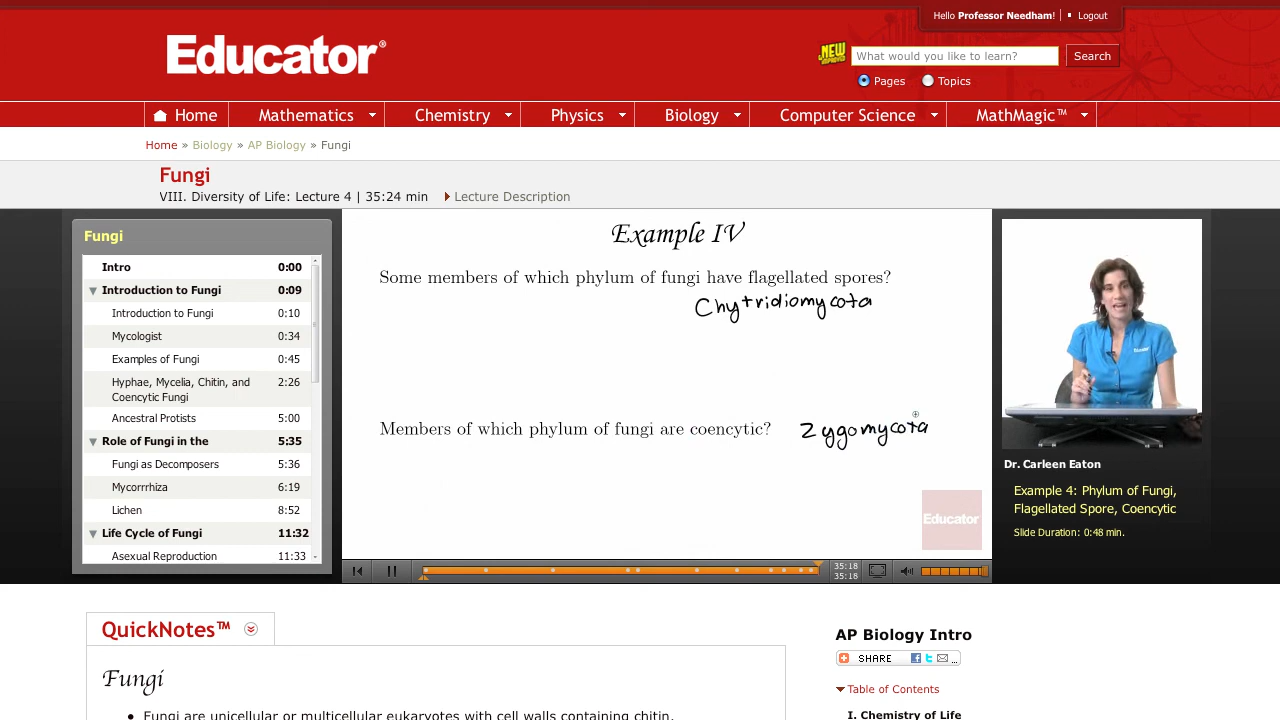 Hello Professor Needham! Logout
Educator®
NEW
What would you like to learn?
Search
Pages
Topics
Home
Mathematics
Chemistry
Physics
Biology
Computer Science
MathMagic™
Home » Biology » AP Biology » Fungi
Fungi
VIII. Diversity of Life: Lecture 4 | 35:24 min
Lecture Description
Fungi
Intro 0:00
Introduction to Fungi 0:09
Introduction to Fungi 0:10
Mycologist 0:34
Examples of Fungi 0:45
Hyphae, Mycelia, Chitin, and 2:26
Coencytic Fungi
Ancestral Protists 5:00
Role of Fungi in the 5:35
Fungi as Decomposers 5:36
Mycorrrhiza 6:19
Lichen 8:52
Life Cycle of Fungi 11:32
Asexual Reproduction 11:33
Example IV
Some members of which phylum of fungi have flagellated spores?
Chytridiomycota
Members of which phylum of fungi are coencytic? Zygomycota
Educator
35:18
35:18
Educator
Dr. Carleen Eaton
Example 4: Phylum of Fungi,
Flagellated Spore, Coencytic
Slide Duration: 0:48 min.
QuickNotes™
Fungi
• Fungi are unicellular or multicellular eukaryotes with cell walls containing chitin.
AP Biology Intro
SHARE ...
Table of Contents
I. Chemistry of Life